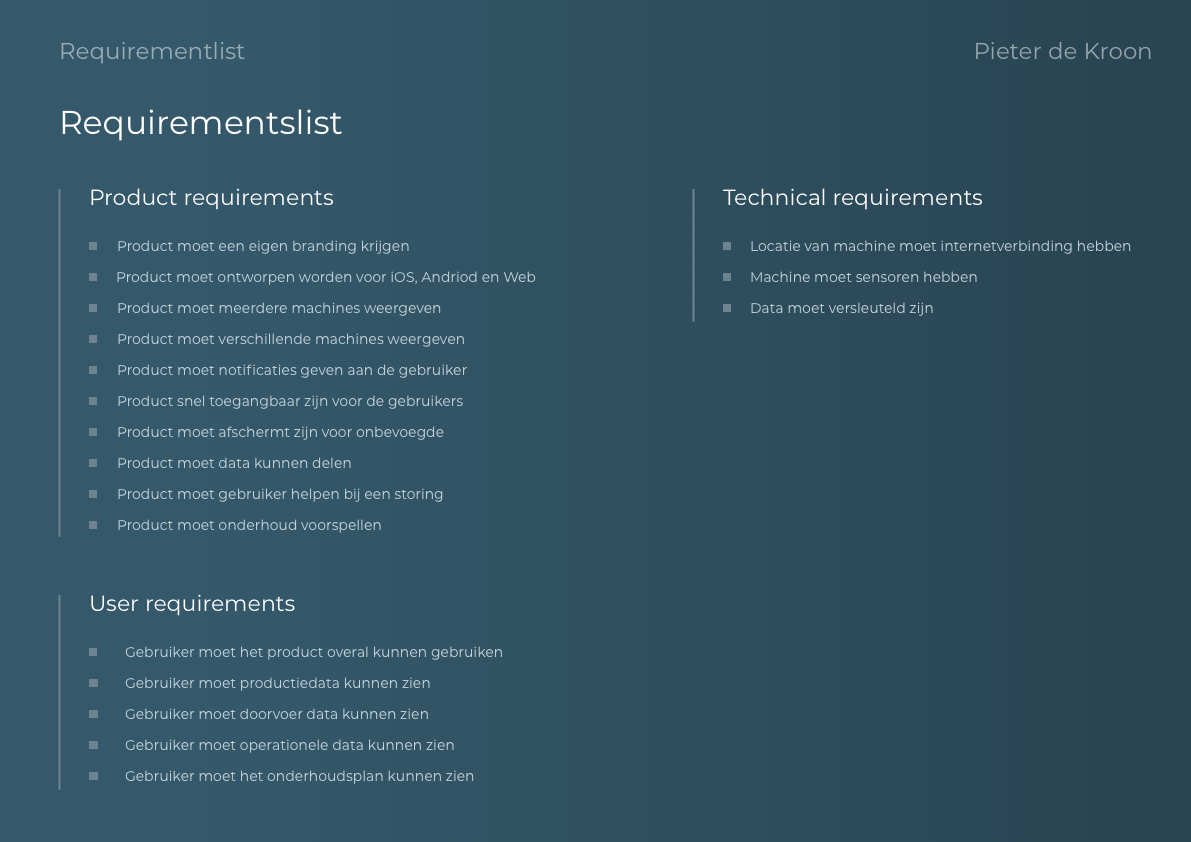 Requirementlist
Pieter de Kroon
Requirementslist
Product requirements
Product moet een eigen branding krijgen
Product moet ontworpen worden voor iOS, Andriod en Web
Product moet meerdere machines weergeven
Product moet verschillende machines weergeven
Product moet notificaties geven aan de gebruiker
Product snel toegangbaar zijn voor de gebruikers
Product moet afschermt zijn voor onbevoegde
Product moet data kunnen delen
Product moet gebruiker helpen bij een storing
Product moet onderhoud voorspellen
User requirements
Gebruiker moet het product overal kunnen gebruiken
Gebruiker moet productiedata kunnen zien
Gebruiker moet doorvoer data kunnen zien
Gebruiker moet operationele data kunnen zien
Gebruiker moet het onderhoudsplan kunnen zien
Technical requirements
Locatie van machine moet internetverbinding hebben
Machine moet sensoren hebben
Data moet versleuteld zijn